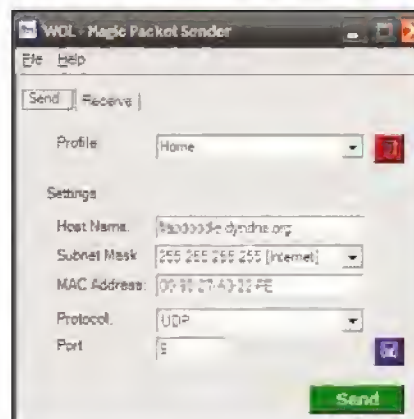 WOL - Magic Packet Sender
File Help
Send Receive
Profile Home
Settings
Host Name:
Subnet Mask 255.255.255.255 [Internet]
MAC Address:
Protocol: UDP
Port 9
Send